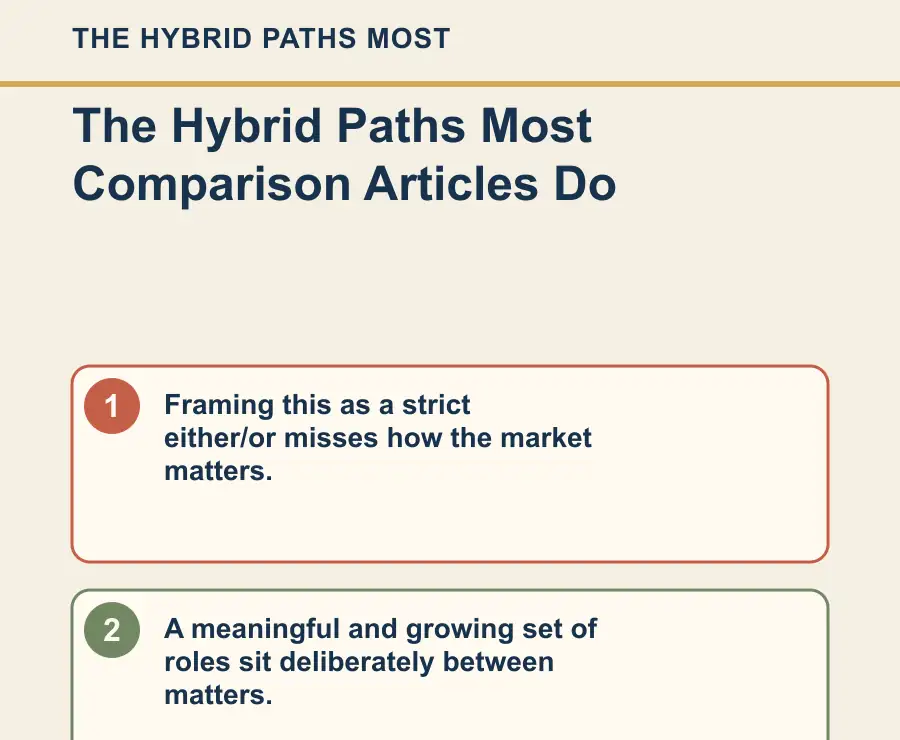 THE HYBRID PATHS MOST
The Hybrid Paths Most
Comparison Articles Do
1
Framing this as a strict
either/or misses how the market
matters.
2
A meaningful and growing set of
roles sit deliberately between
matters.